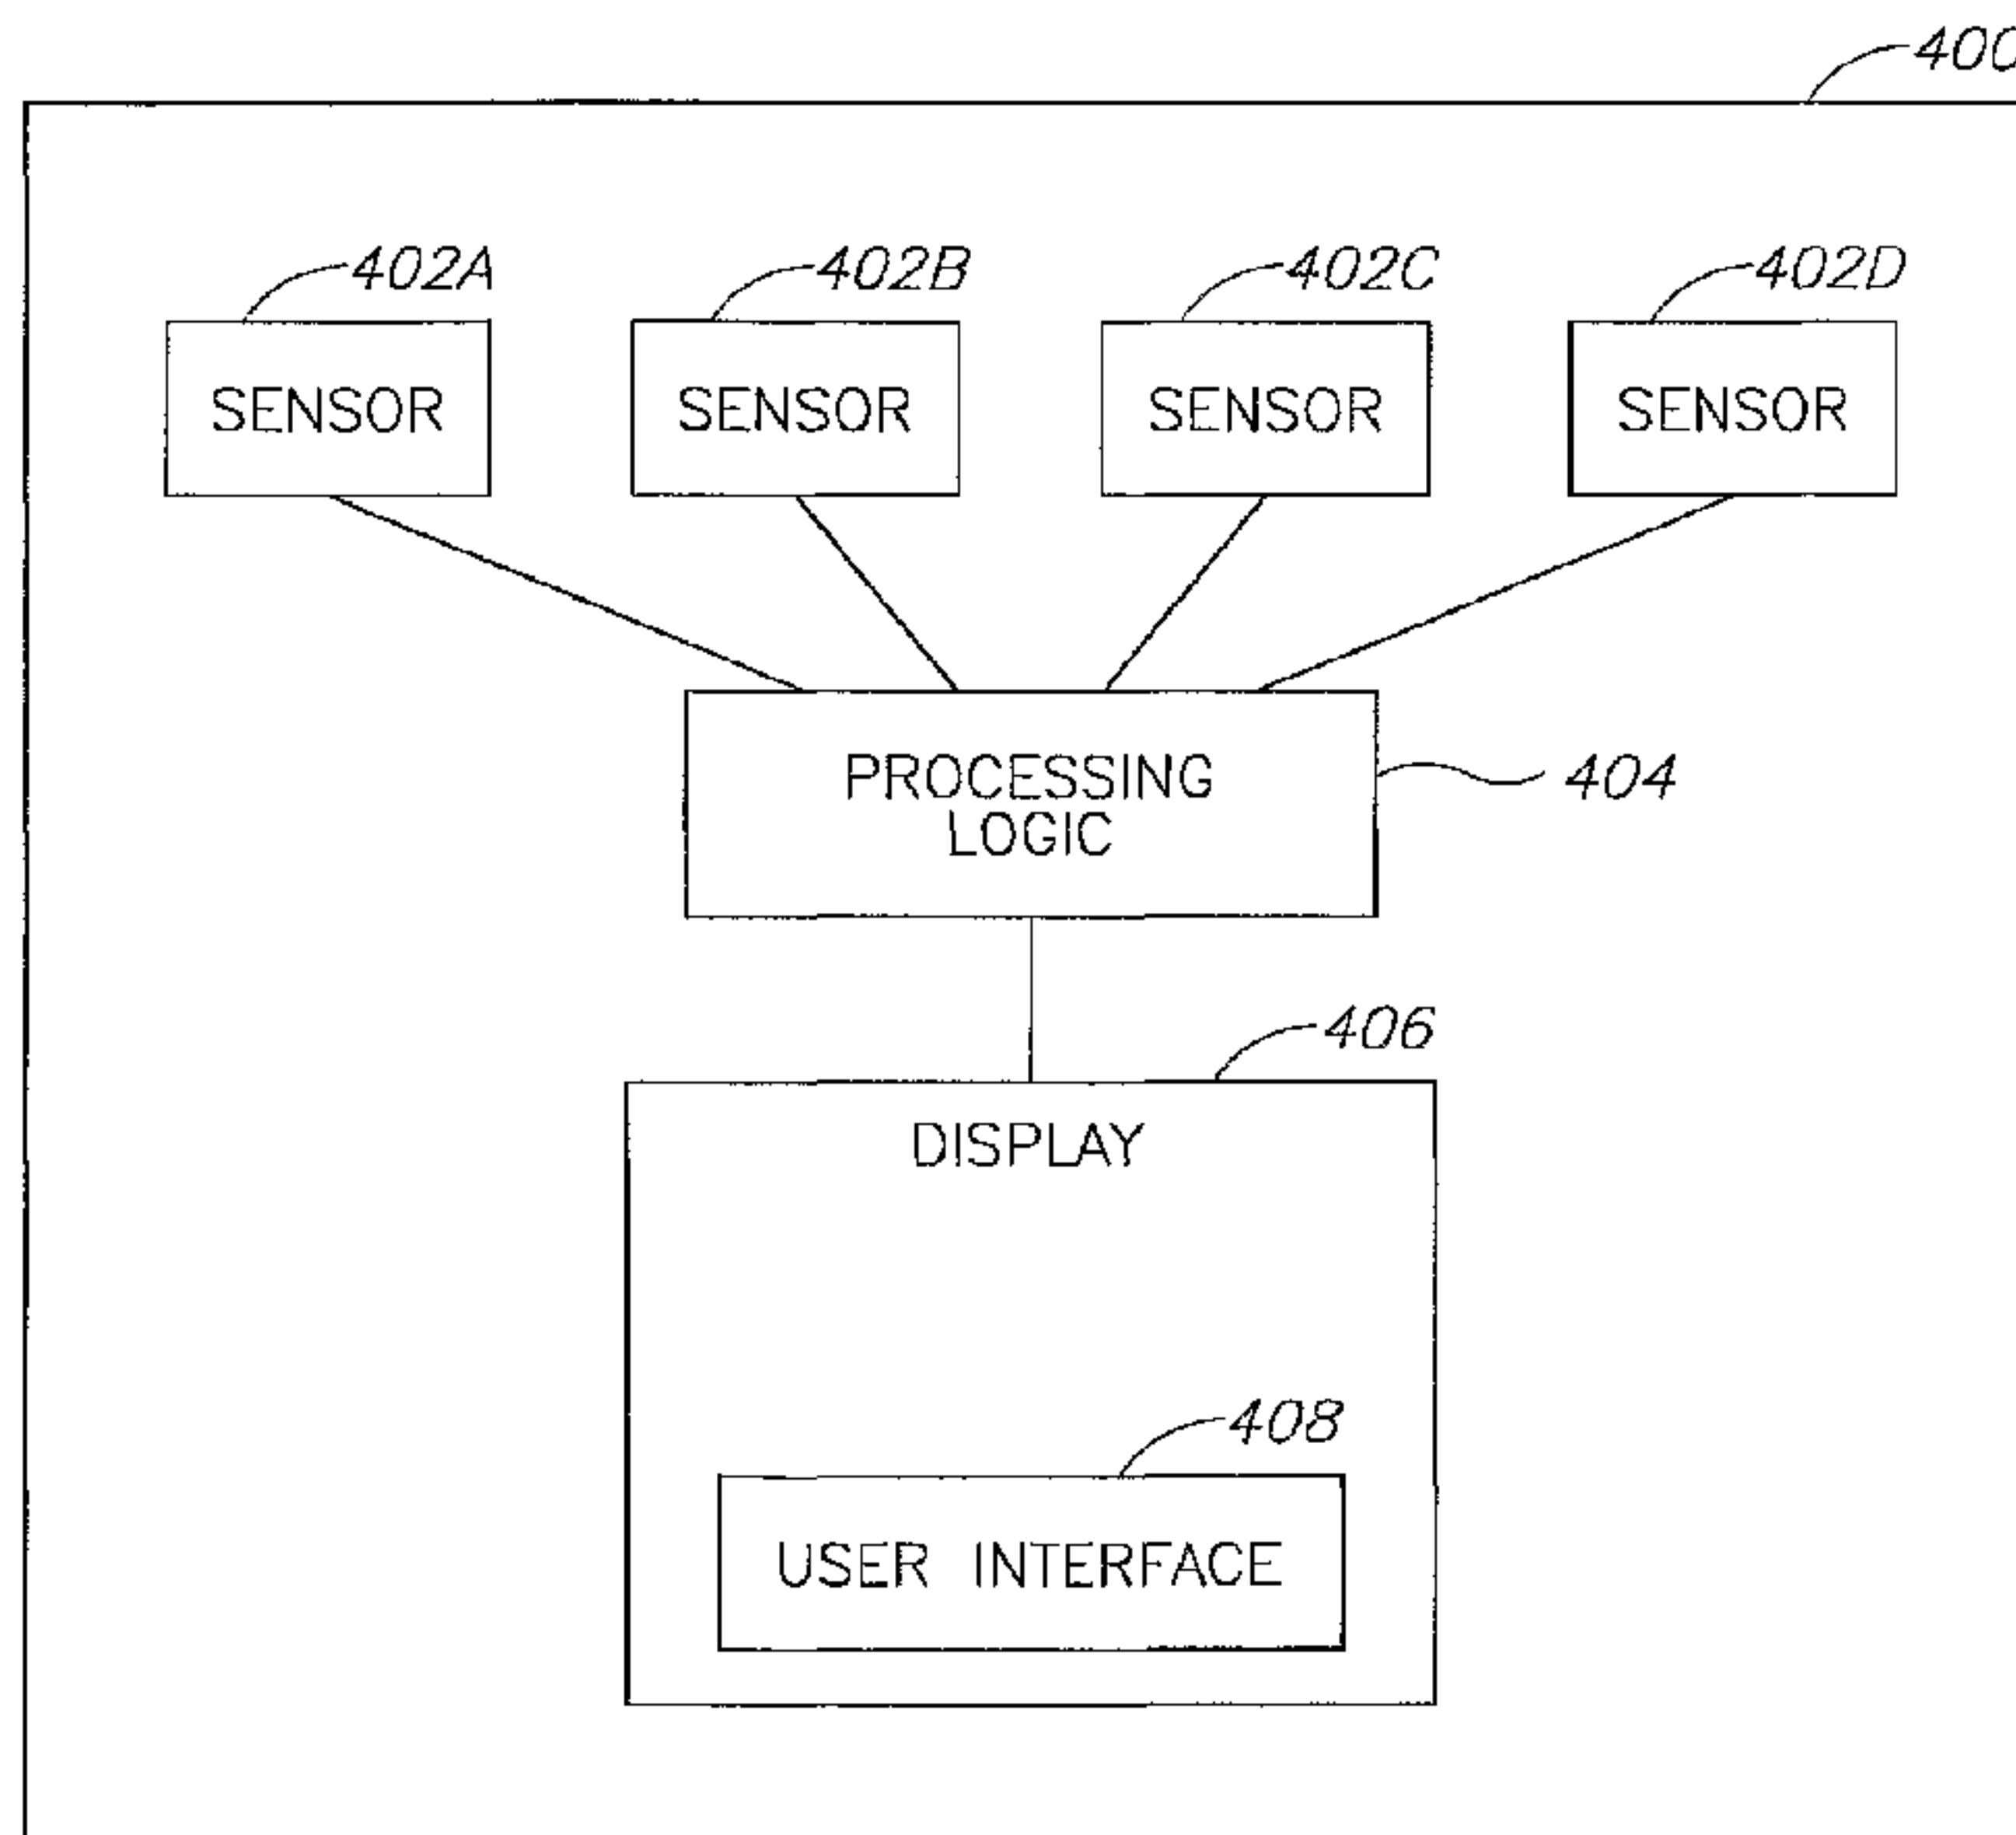 400
402A 402B 402C 402D
SENSOR SENSOR SENSOR SENSOR
PROCESSING
LOGIC
404
406
DISPLAY
408
USER INTERFACE